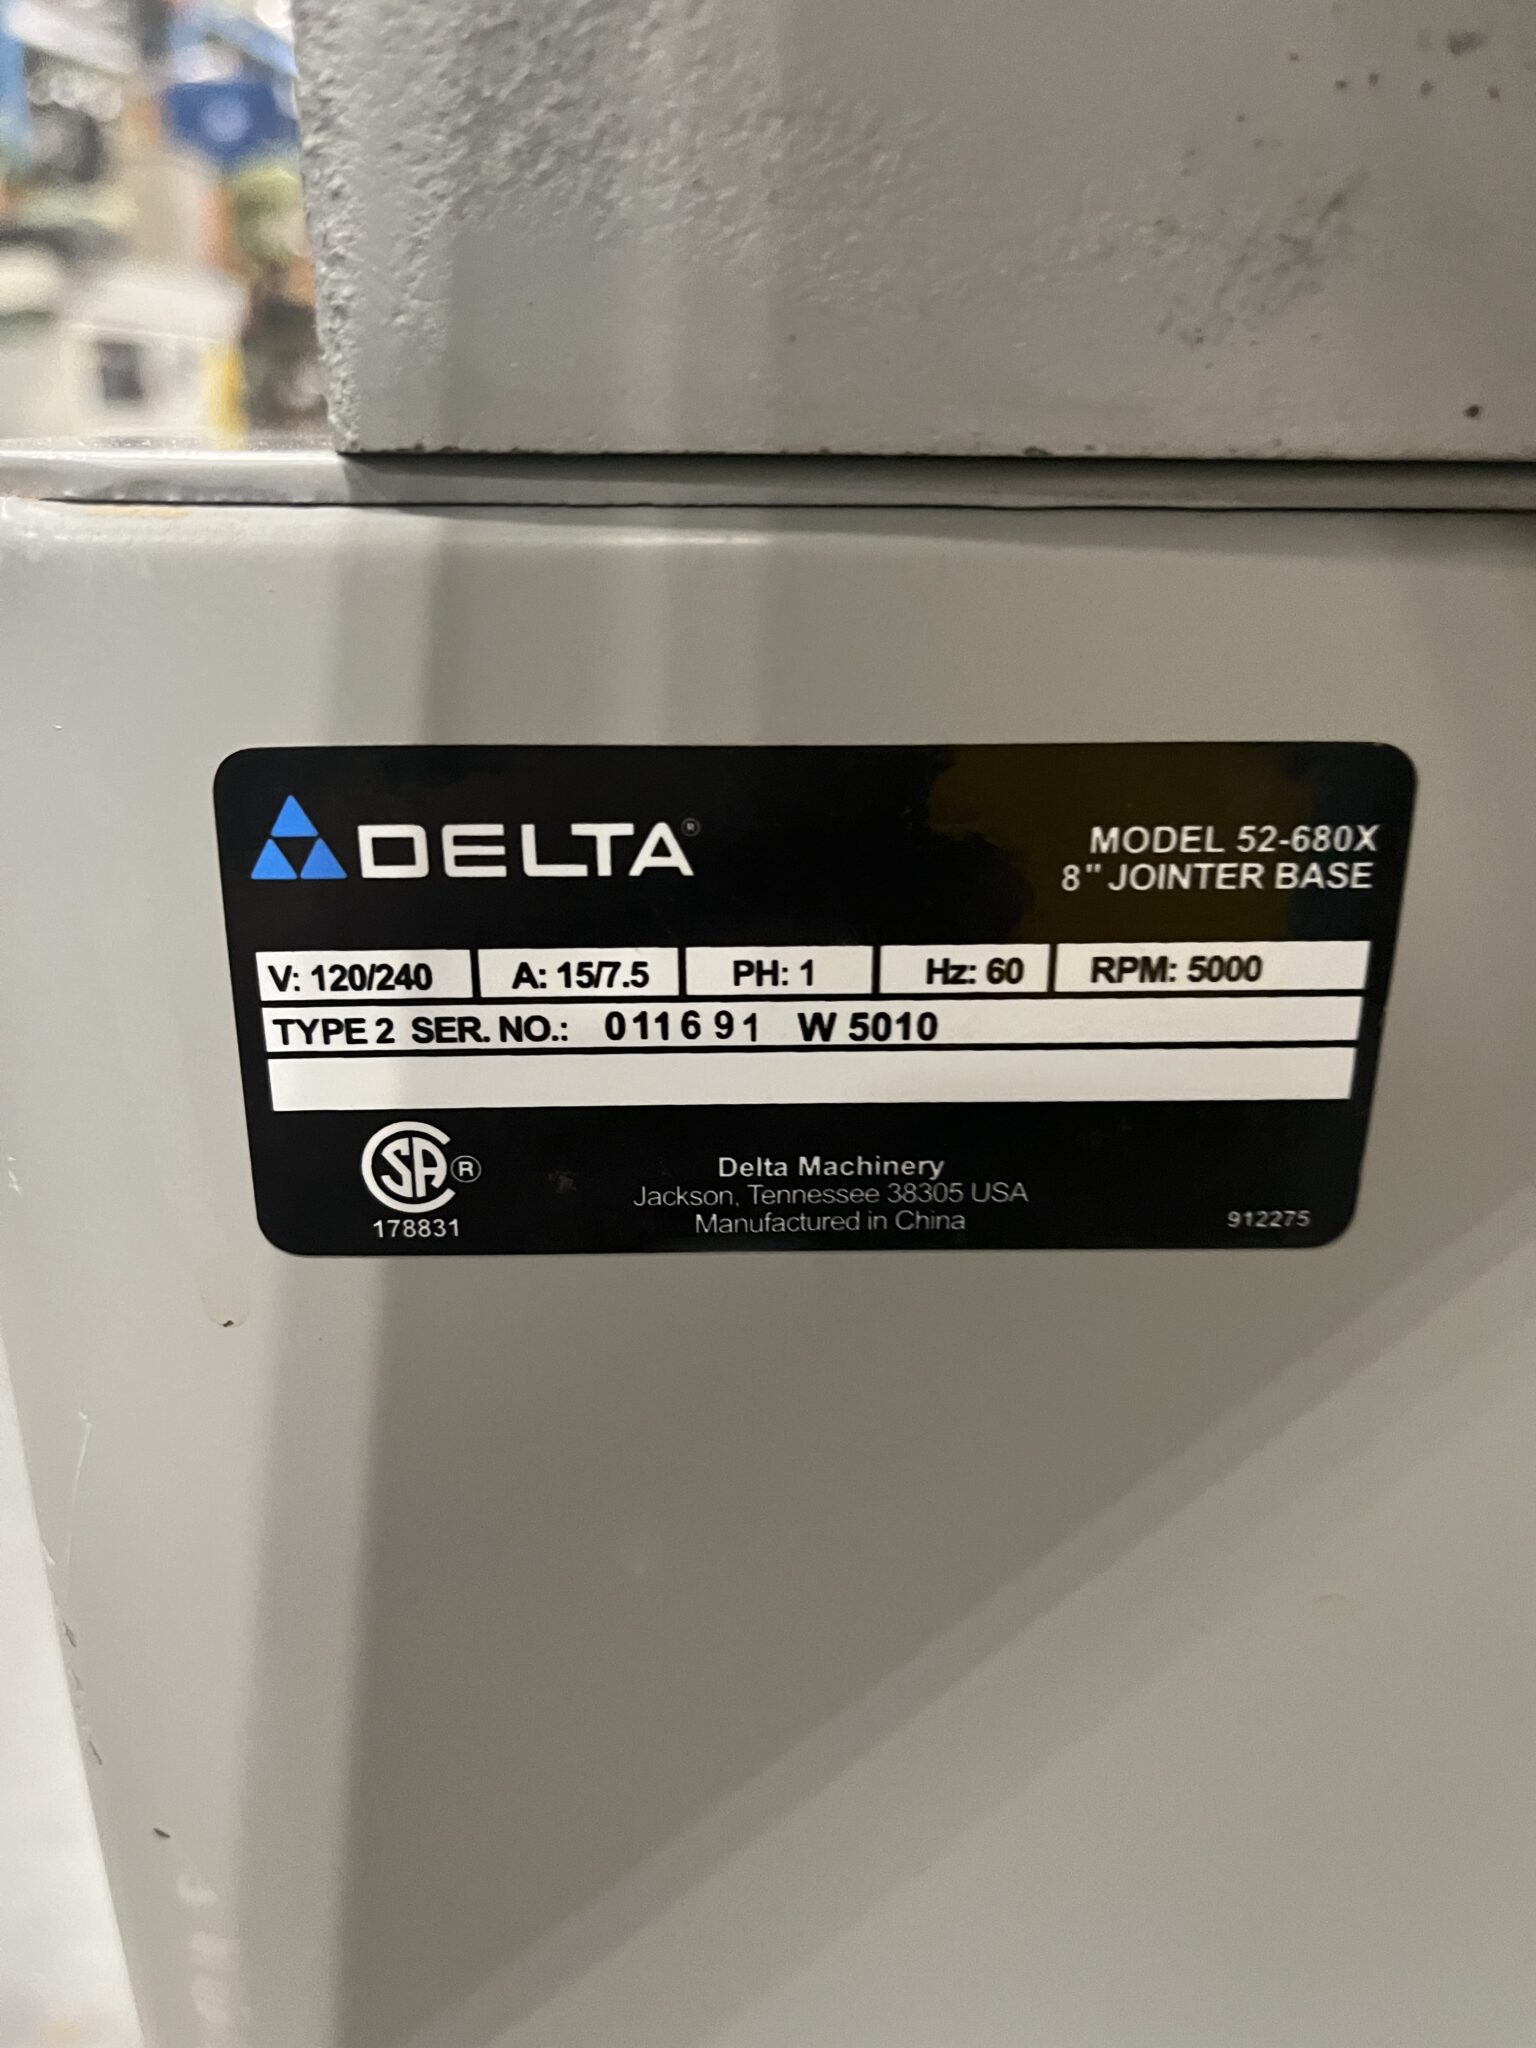 DELTA®
MODEL 52-680X
8" JOINTER BASE
V: 120/240 A: 15/7.5 PH: 1 Hz: 60 RPM: 5000
TYPE 2 SER. NO.: 011691 W 5010
CSA ®
178831
Delta Machinery
Jackson, Tennessee 38305 USA
Manufactured in China
912275